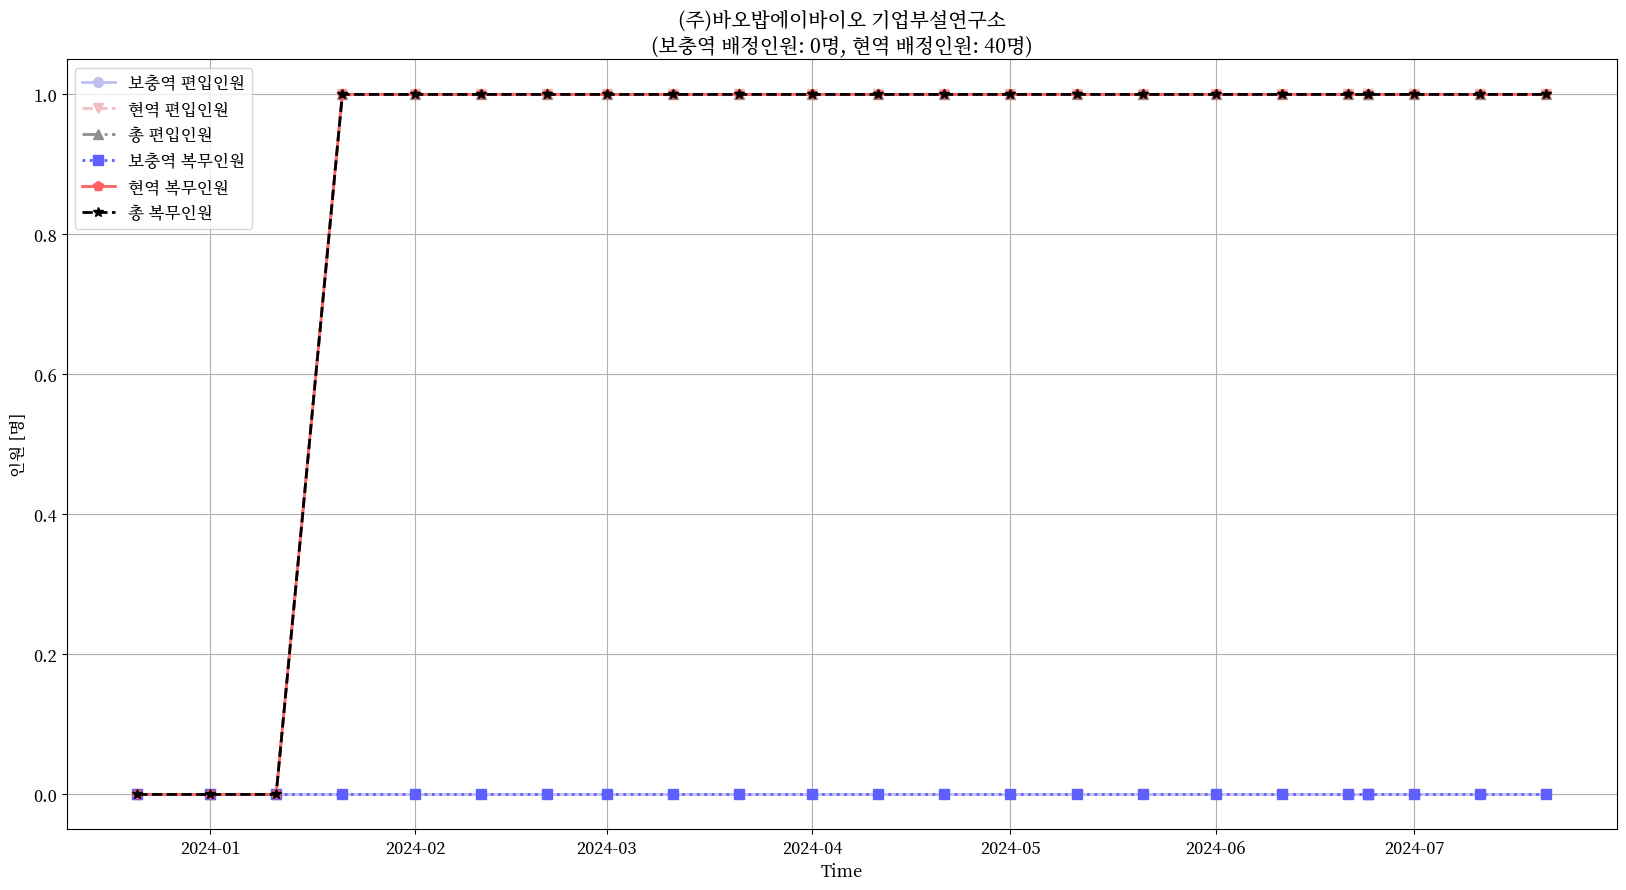 (주)바오밥에이바이오 기업부설연구소
(보충역 배정인원: 0명, 현역 배정인원: 40명)
보충역 편입인원
현역 편입인원
총 편입인원
보충역 복무인원
현역 복무인원
총 복무인원
1.0
0.8
0.6
0.4
0.2
0.0
인원 [명]
2024-01 2024-02 2024-03 2024-04 2024-05 2024-06 2024-07
Time